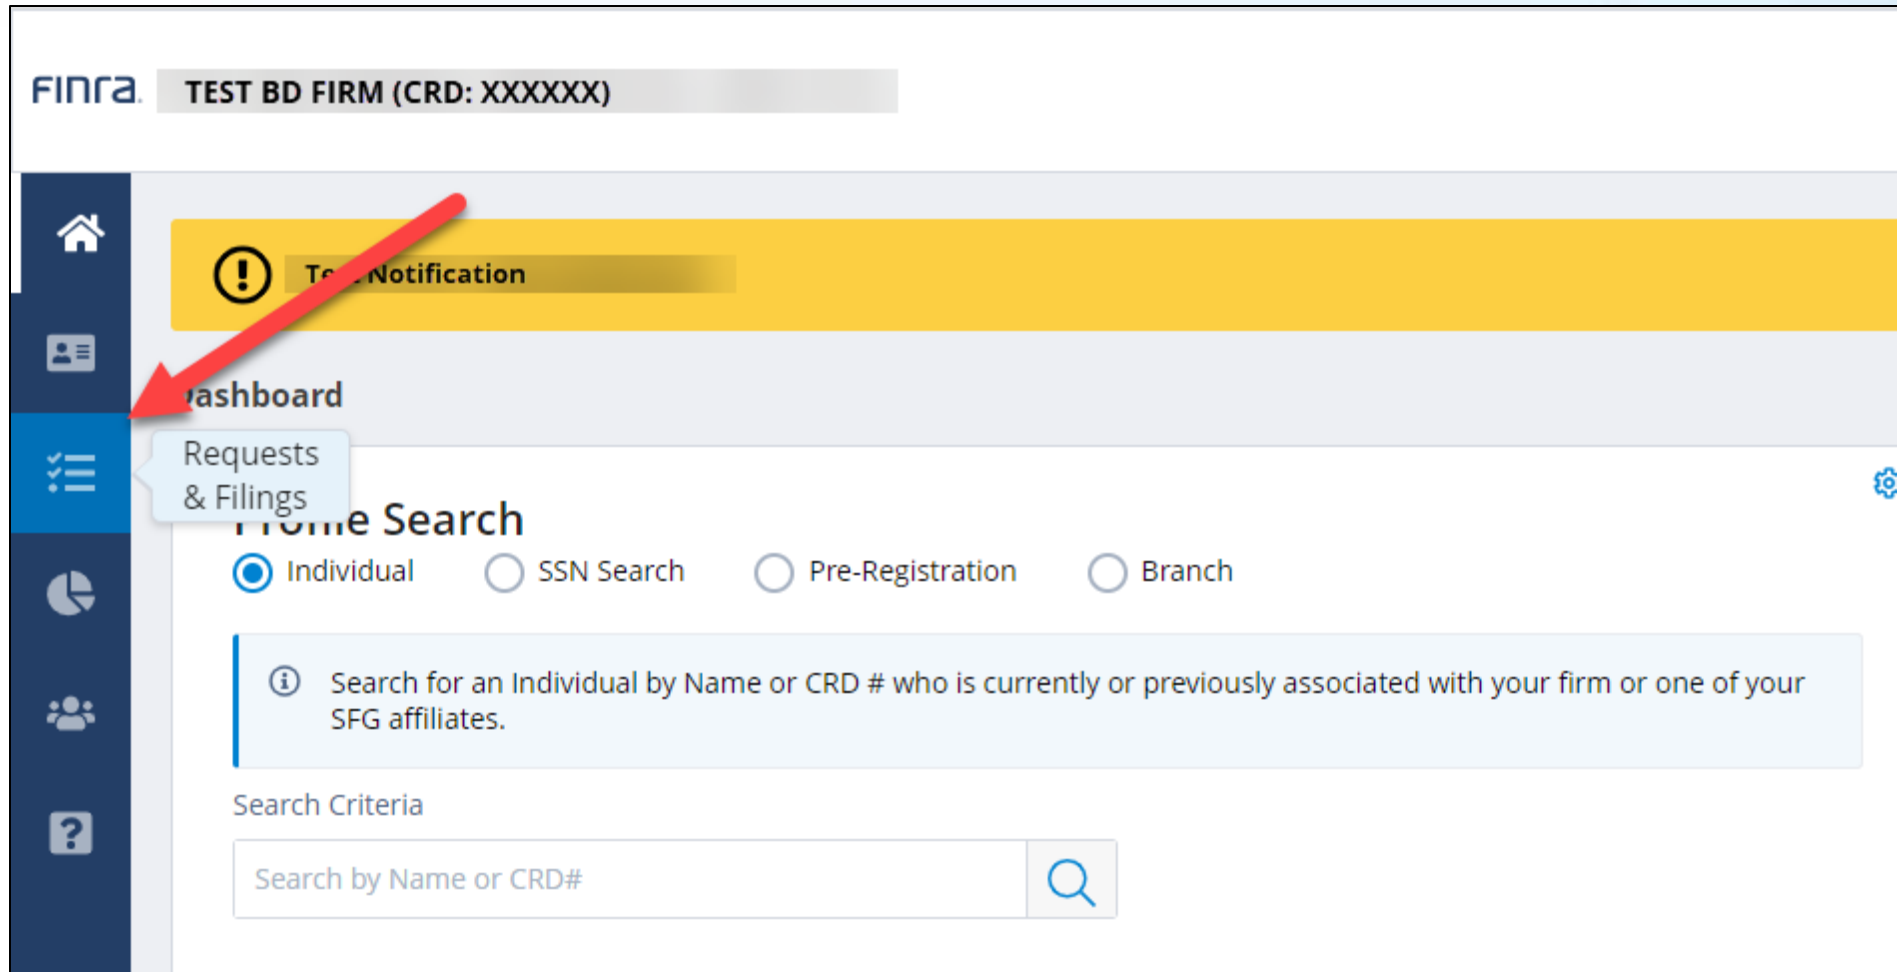 FINRA.
TEST BD FIRM (CRD: XXXXXX)
Notification
Dashboard
Requests
& Filings
Profile Search
Individual
SSN Search
Pre-Registration
Branch
Search for an Individual by Name or CRD # who is currently or previously associated with your firm or one of your
SFG affiliates.
Search Criteria
Search by Name or CRD#